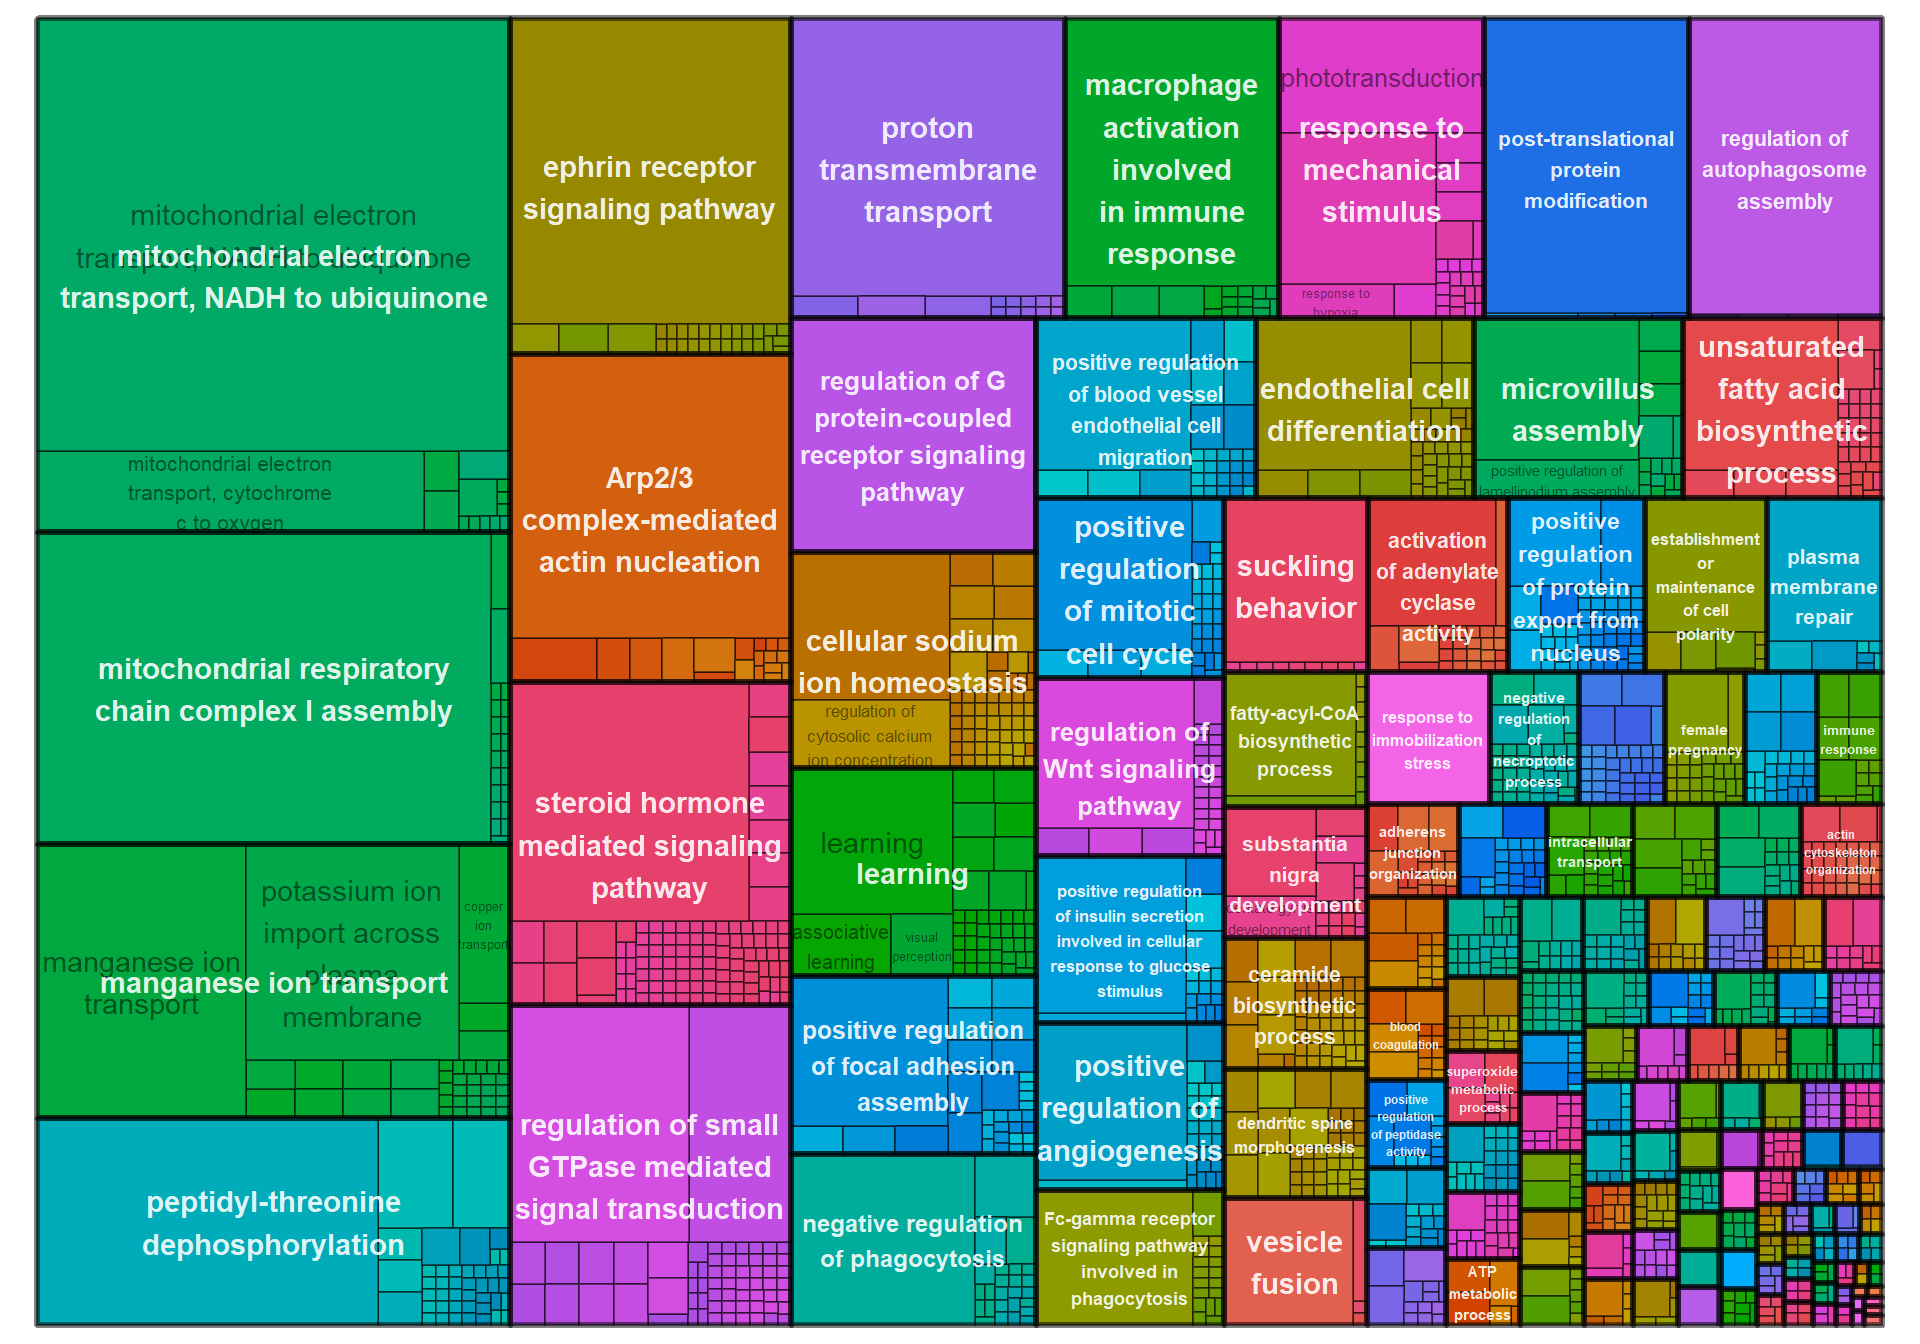 mitochondrial electron
transport, NADH to ubiquinone
mitochondrial electron
transport, NADH to ubiquinone
mitochondrial electron
transport, cytochrome
c to oxygen
mitochondrial respiratory
chain complex I assembly
manganese ion
transport
potassium ion
import across
plasma
membrane
copper
ion
transport
manganese ion transport
peptidyl-threonine
dephosphorylation
ephrin receptor
signaling pathway
Arp2/3
complex-mediated
actin nucleation
steroid hormone
mediated signaling
pathway
regulation of small
GTPase mediated
signal transduction
proton
transmembrane
transport
regulation of G
protein-coupled
receptor signaling
pathway
cellular sodium
ion homeostasis
regulation of
cytosolic calcium
ion concentration
learning
learning
associative
learning
visual
perception
positive regulation
of focal adhesion
assembly
negative regulation
of phagocytosis
macrophage
activation
involved
in immune
response
phototransduction
response to
mechanical
stimulus
response to
hypoxia
post-translational
protein
modification
regulation of
autophagosome
assembly
positive regulation
of blood vessel
endothelial cell
migration
endothelial cell
differentiation
microvillus
assembly
positive regulation of
lamellipodium assembly
unsaturated
fatty acid
biosynthetic
process
positive
regulation
of mitotic
cell cycle
suckling
behavior
activation
of adenylate
cyclase
activity
positive
regulation
of protein
export from
nucleus
establishment
or
maintenance
of cell
polarity
plasma
membrane
repair
regulation of
Wnt signaling
pathway
fatty-acyl-CoA
biosynthetic
process
response to
immobilization
stress
negative
regulation
of
necroptotic
process
female
pregnancy
immune
response
substantia
nigra
development
development
adherens
junction
organization
intracellular
transport
actin
cytoskeleton
organization
positive regulation
of insulin secretion
involved in cellular
response to glucose
stimulus
ceramide
biosynthetic
process
blood
coagulation
superoxide
metabolic
process
positive
regulation of
angiogenesis
dendritic spine
morphogenesis
positive
regulation
of peptidase
activity
Fc-gamma receptor
signaling pathway
involved in
phagocytosis
vesicle
fusion
ATP
metabolic
process